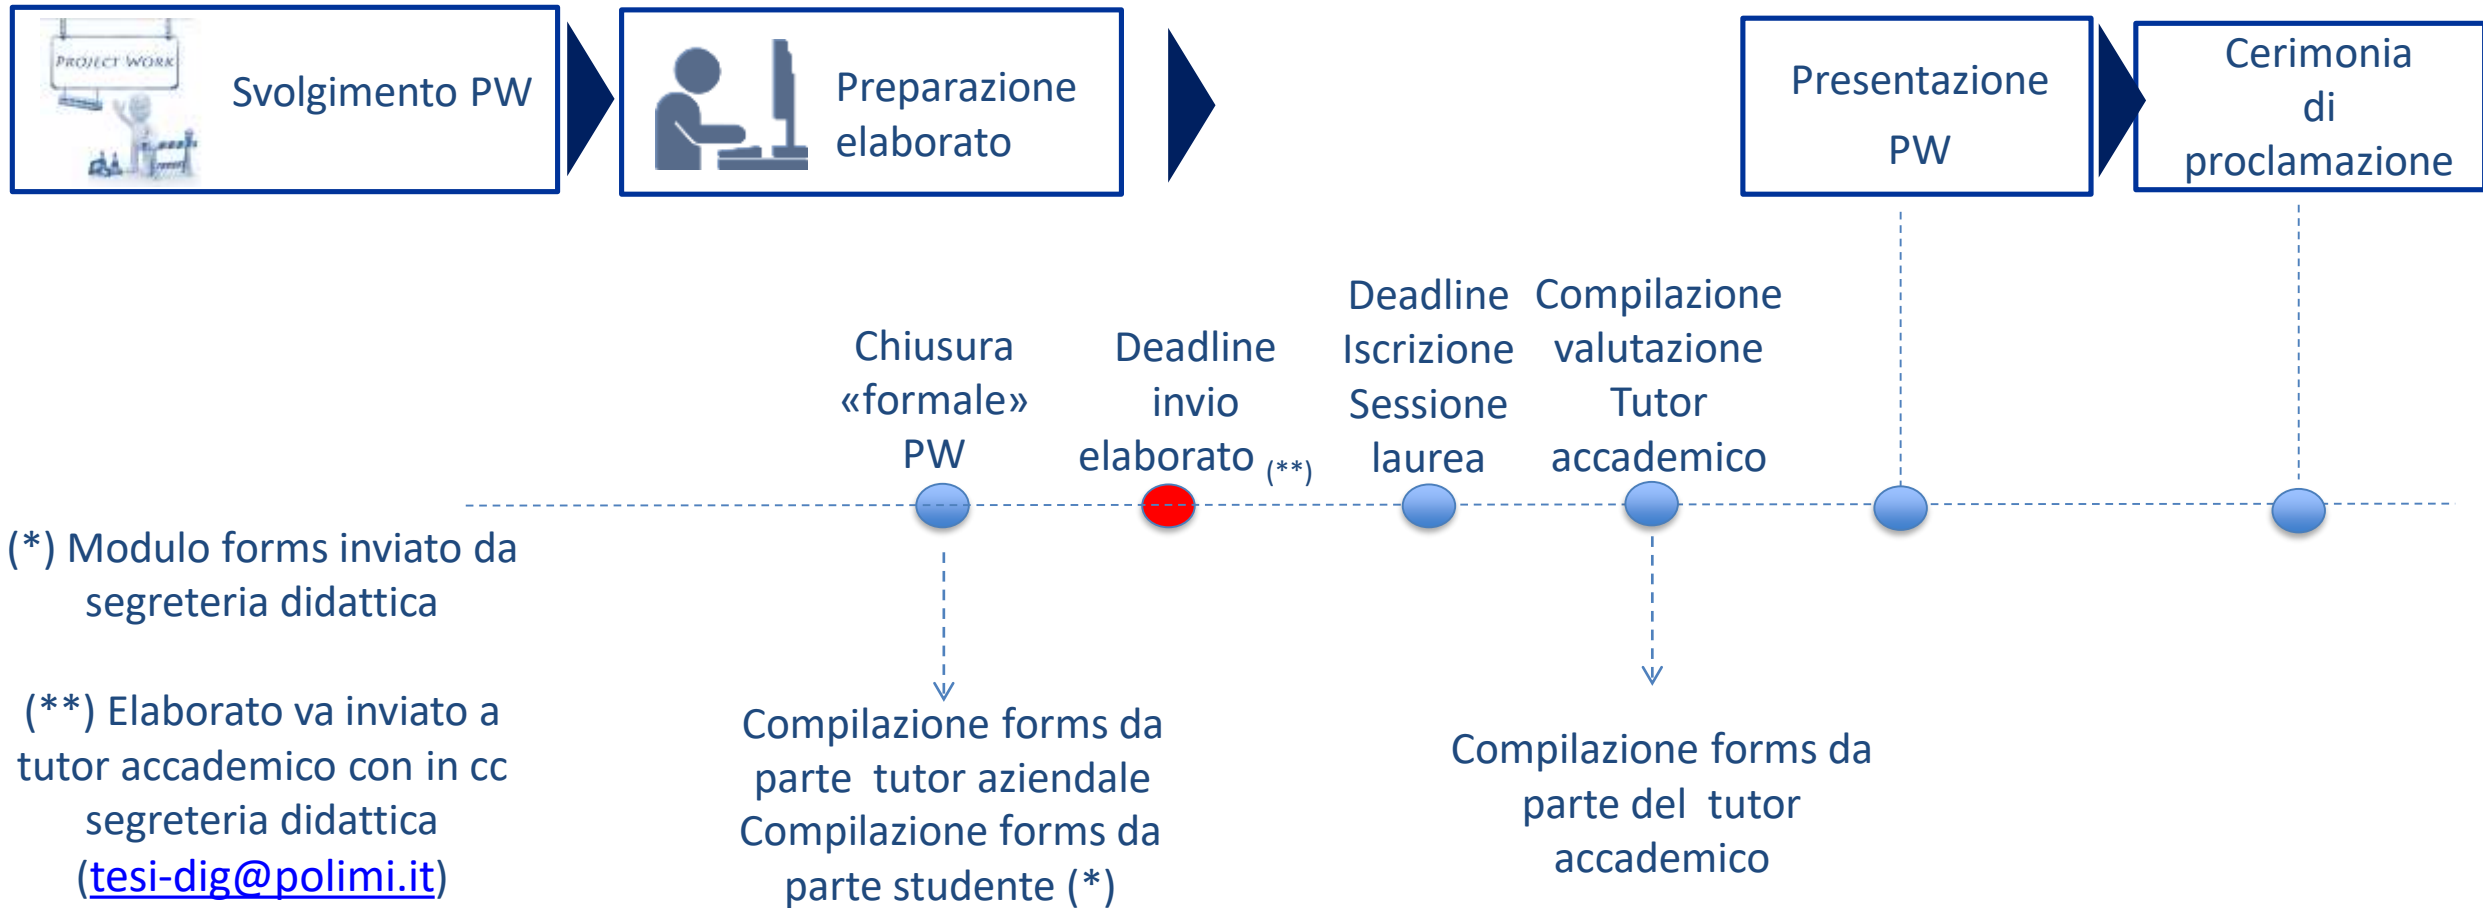 PROJECT WORK
Svolgimento PW
Preparazione
elaborato
Presentazione
PW
Cerimonia
di
proclamazione
Chiusura
«formale»
PW
Deadline
invio
elaborato (**)
Deadline
Iscrizione
Sessione
laurea
Compilazione
valutazione
Tutor
accademico
(*) Modulo forms inviato da
segreteria didattica
(**) Elaborato va inviato a
tutor accademico con in cc
segreteria didattica
(tesi-dig@polimi.it)
Compilazione forms da
parte tutor aziendale
Compilazione forms da
parte studente (*)
Compilazione forms da
parte del tutor
accademico